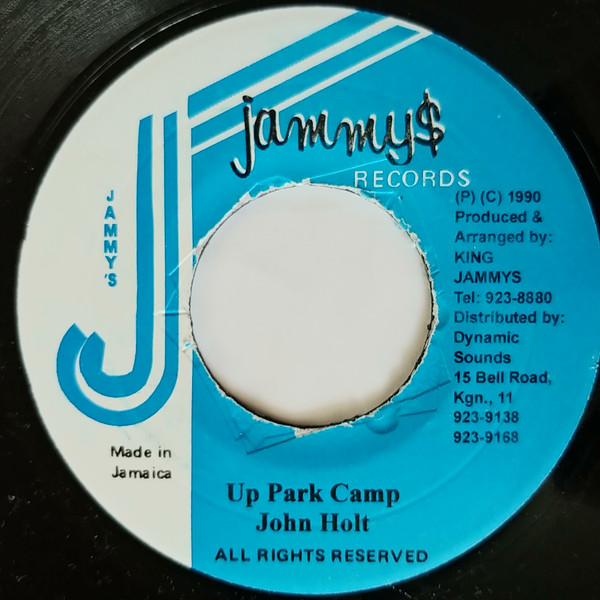 jammy$
RECORDS
JAMMY'S
(P) (C) 1990
Produced &
Arranged by:
KING
JAMMYS
Tel: 923-8880
Distributed by:
Dynamic
Sounds
15 Bell Road,
Kgn., 11
923-9138
923-9168
Made in
Jamaica
Up Park Camp
John Holt
ALL RIGHTS RESERVED